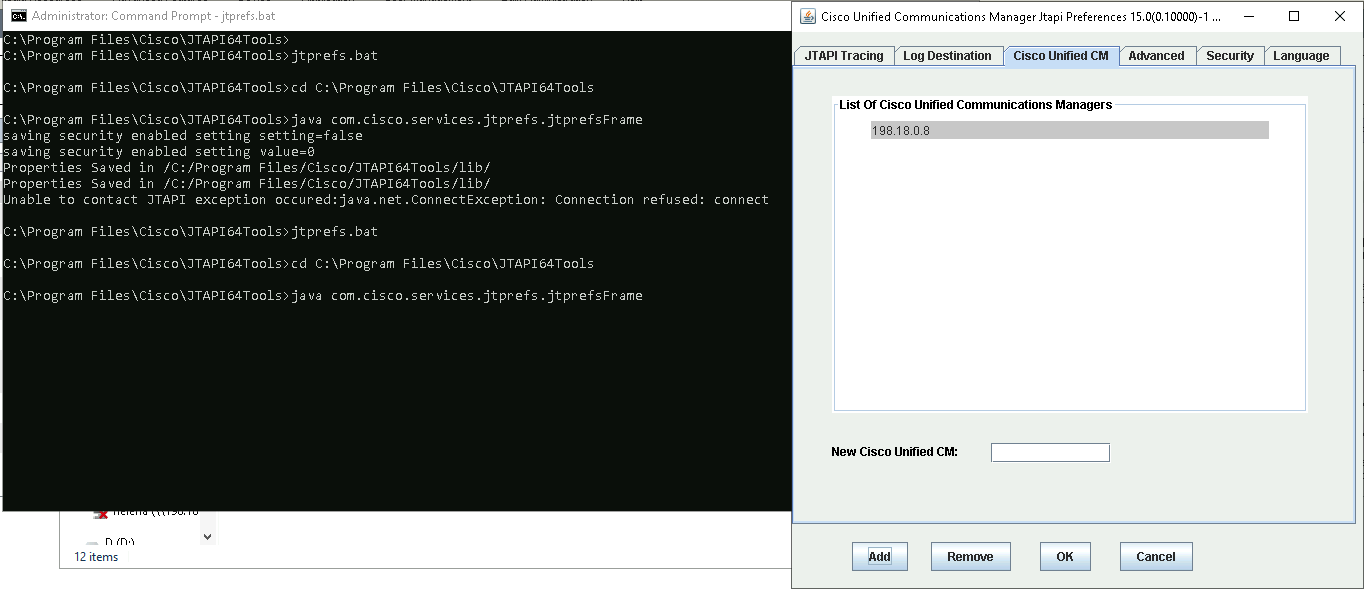 Administrator: Command Prompt - jtprefs.bat
C:\Program Files\Cisco\JTAPI64Tools>
C:\Program Files\Cisco\JTAPI64Tools>jtprefs.bat
C:\Program Files\Cisco\JTAPI64Tools>cd C:\Program Files\Cisco\JTAPI64Tools
C:\Program Files\Cisco\JTAPI64Tools>java com.cisco.services.jtprefs.jtprefsFrame
saving security enabled setting setting=false
saving security enabled setting value=0
Properties Saved in /C:/Program Files/Cisco/JTAPI64Tools/lib/
Properties Saved in /C:/Program Files/Cisco/JTAPI64Tools/lib/
Unable to contact JTAPI exception occured:java.net.ConnectException: Connection refused: connect
C:\Program Files\Cisco\JTAPI64Tools>jtprefs.bat
C:\Program Files\Cisco\JTAPI64Tools>cd C:\Program Files\Cisco\JTAPI64Tools
C:\Program Files\Cisco\JTAPI64Tools>java com.cisco.services.jtprefs.jtprefsFrame
D (D:)
12 items
Cisco Unified Communications Manager Jtapi Preferences 15.0(0.10000)-1 ...
JTAPI Tracing Log Destination Cisco Unified CM Advanced Security Language
List Of Cisco Unified Communications Managers
198.18.0.8
New Cisco Unified CM:
Add Remove OK Cancel